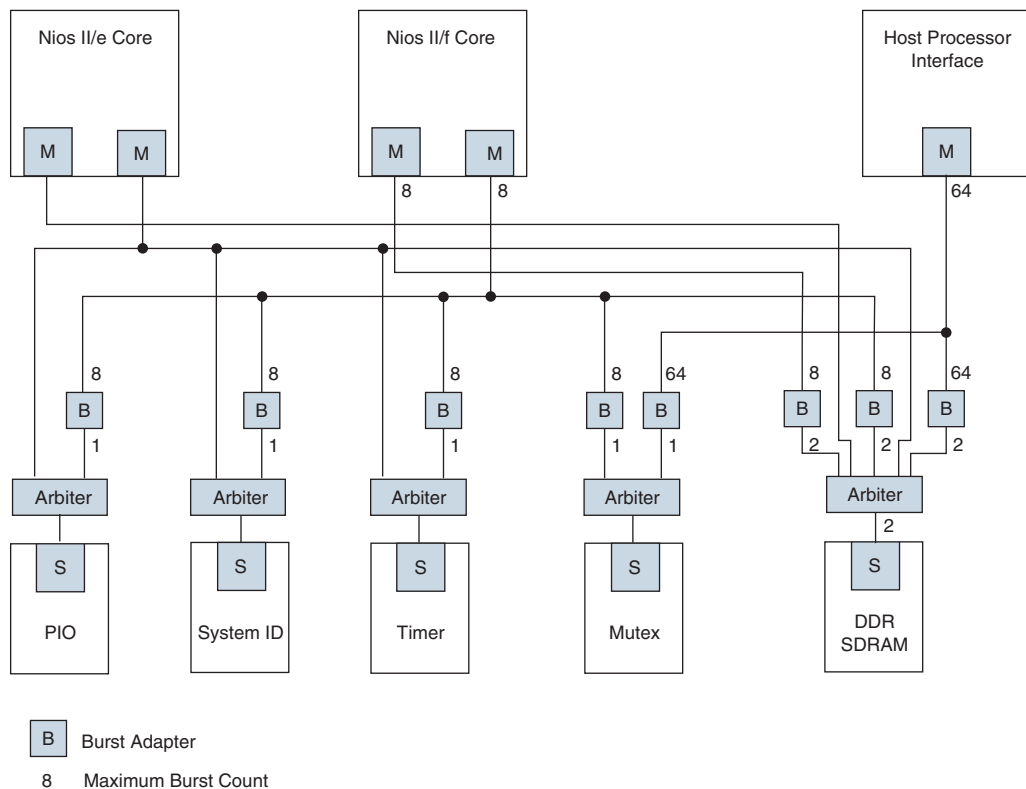 Nios II/e Core
Nios II/f Core
Host Processor
Interface
M
M
M
M
M
8
8
64
8
8
8
8
64
8
8
64
B
B
B
B
B
B
B
B
1
1
1
1
1
2
2
2
Arbiter
Arbiter
Arbiter
Arbiter
Arbiter
2
S
S
S
S
S
PIO
System ID
Timer
Mutex
DDR
SDRAM
B
Burst Adapter
8
Maximum Burst Count